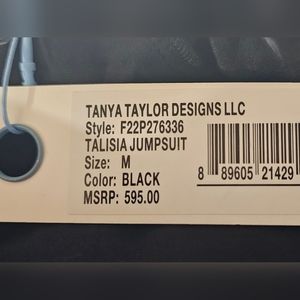 TANYA TAYLOR DESIGNS LLC
Style: F22P276336
TALISIA JUMPSUIT
Size: M
Color: BLACK
MSRP: 595.00
8 89605 21429